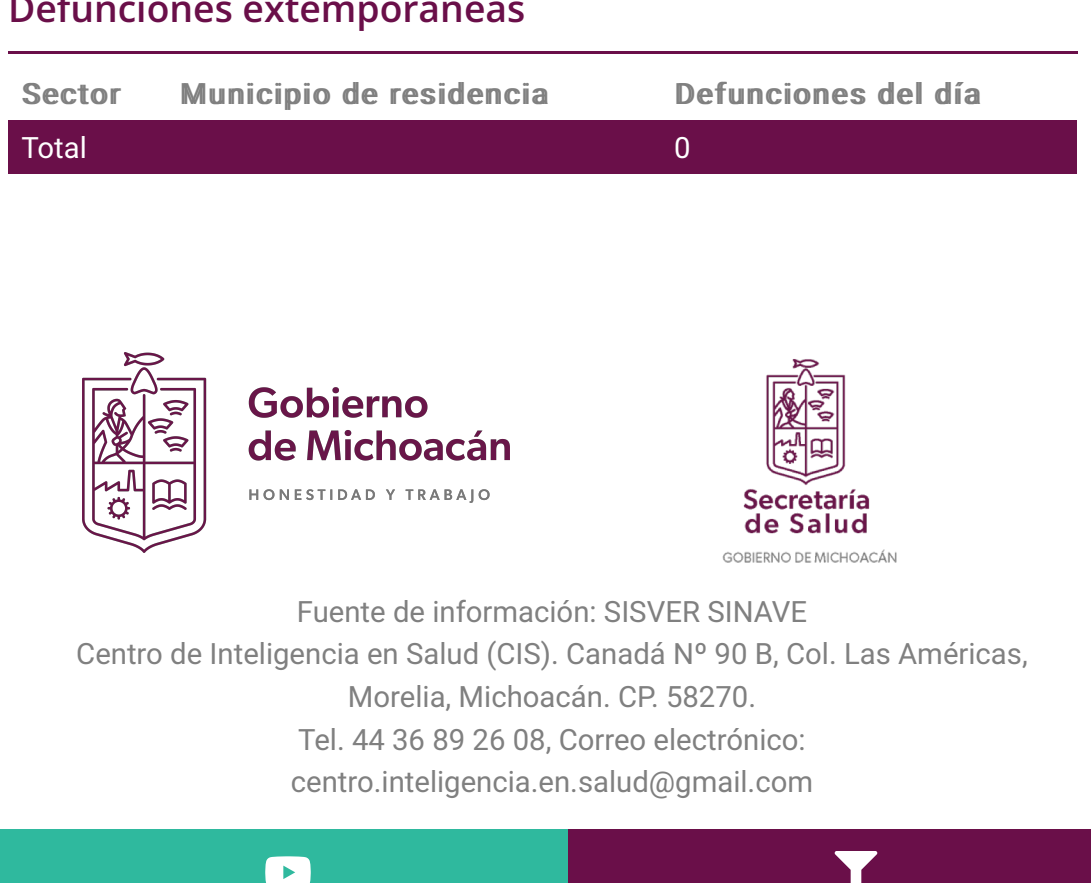 Defunciones extemporáneas
Sector Municipio de residencia Defunciones del día
Total 0
Gobierno
de Michoacán
HONESTIDAD Y TRABAJO
Secretaría
de Salud
GOBIERNO DE MICHOACÁN
Fuente de información: SISVER SINAVE
Centro de Inteligencia en Salud (CIS). Canadá Nº 90 B, Col. Las Américas,
Morelia, Michoacán. CP. 58270.
Tel. 44 36 89 26 08, Correo electrónico:
centro.inteligencia.en.salud@gmail.com